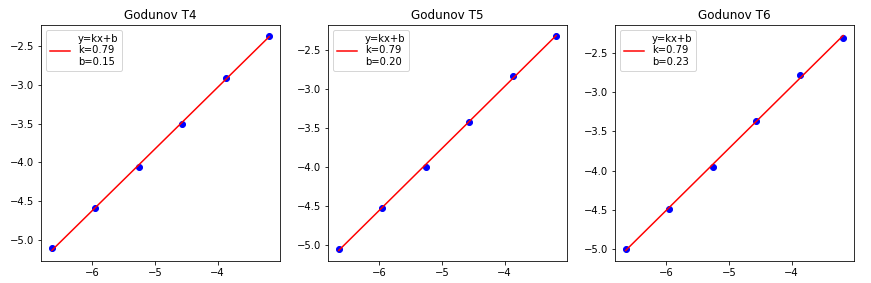 Godunov T4
y=kx+b
k=0.79
b=0.15
−2.5
−3.0
−3.5
−4.0
−4.5
−5.0
−6
−5
−4
Godunov T5
y=kx+b
k=0.79
b=0.20
−2.5
−3.0
−3.5
−4.0
−4.5
−5.0
−6
−5
−4
Godunov T6
y=kx+b
k=0.79
b=0.23
−2.5
−3.0
−3.5
−4.0
−4.5
−5.0
−6
−5
−4